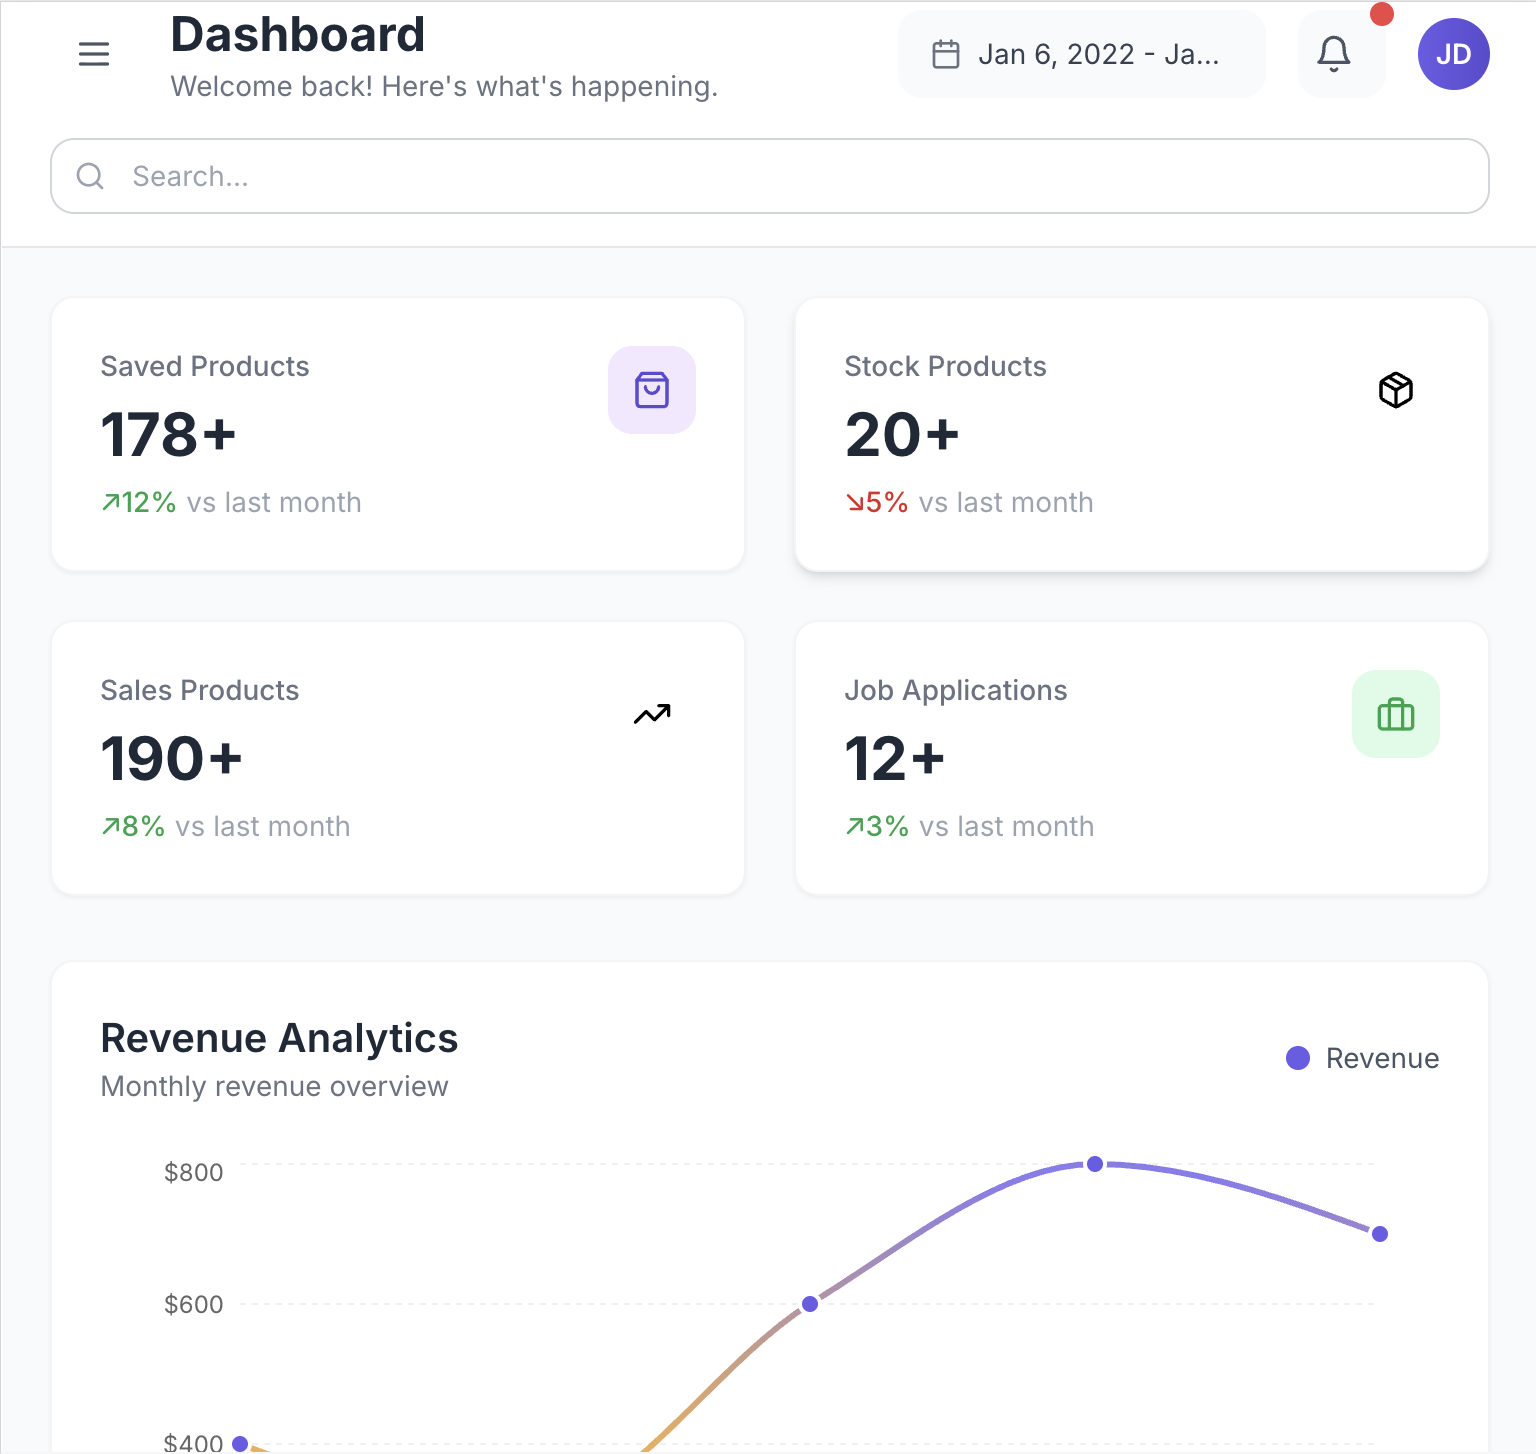 Dashboard
Welcome back! Here's what's happening.
Jan 6, 2022 - Ja...
JD
Search...
Saved Products
178+
↗12% vs last month
Stock Products
20+
↘5% vs last month
Sales Products
190+
↗8% vs last month
Job Applications
12+
↗3% vs last month
Revenue Analytics
Monthly revenue overview
Revenue
$800
$600
$400